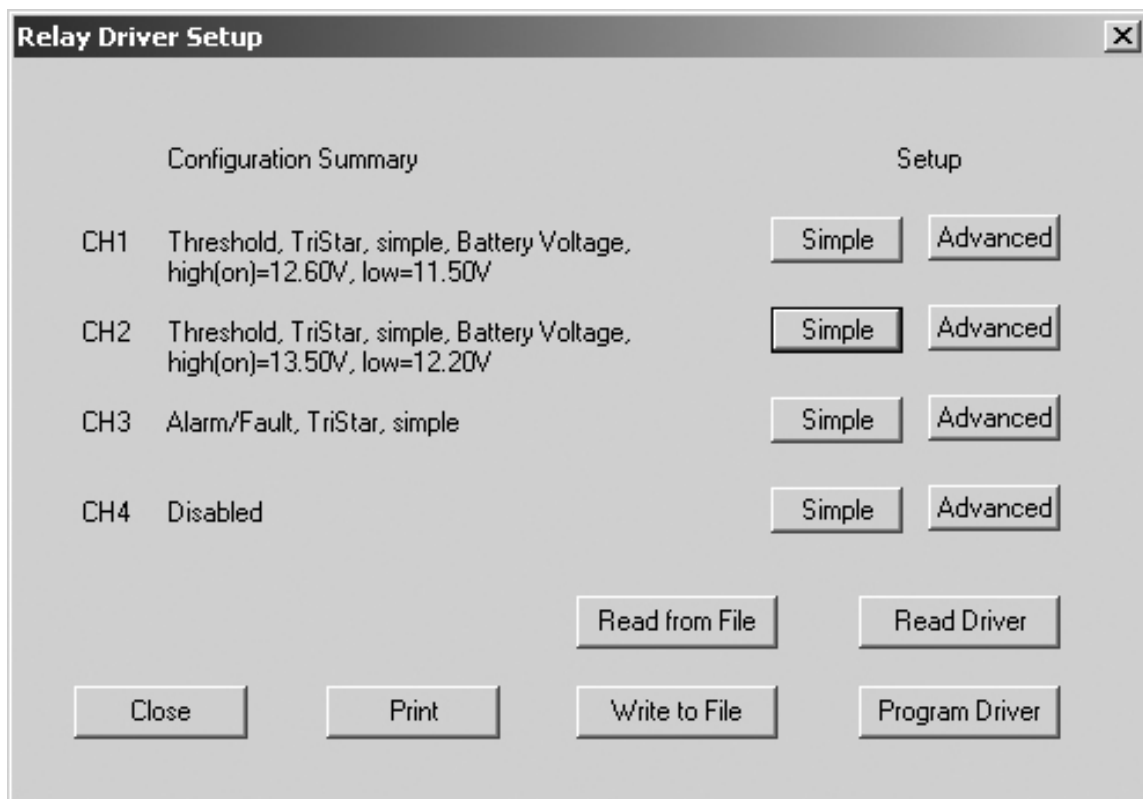 Relay Driver Setup
Configuration Summary Setup
CH1 Threshold, TriStar, simple, Battery Voltage, Simple Advanced
high(on)=12.60V, low=11.50V
CH2 Threshold, TriStar, simple, Battery Voltage, Simple Advanced
high(on)=13.50V, low=12.20V
CH3 Alarm/Fault, TriStar, simple Simple Advanced
CH4 Disabled Simple Advanced
Read from File Read Driver
Close Print Write to File Program Driver